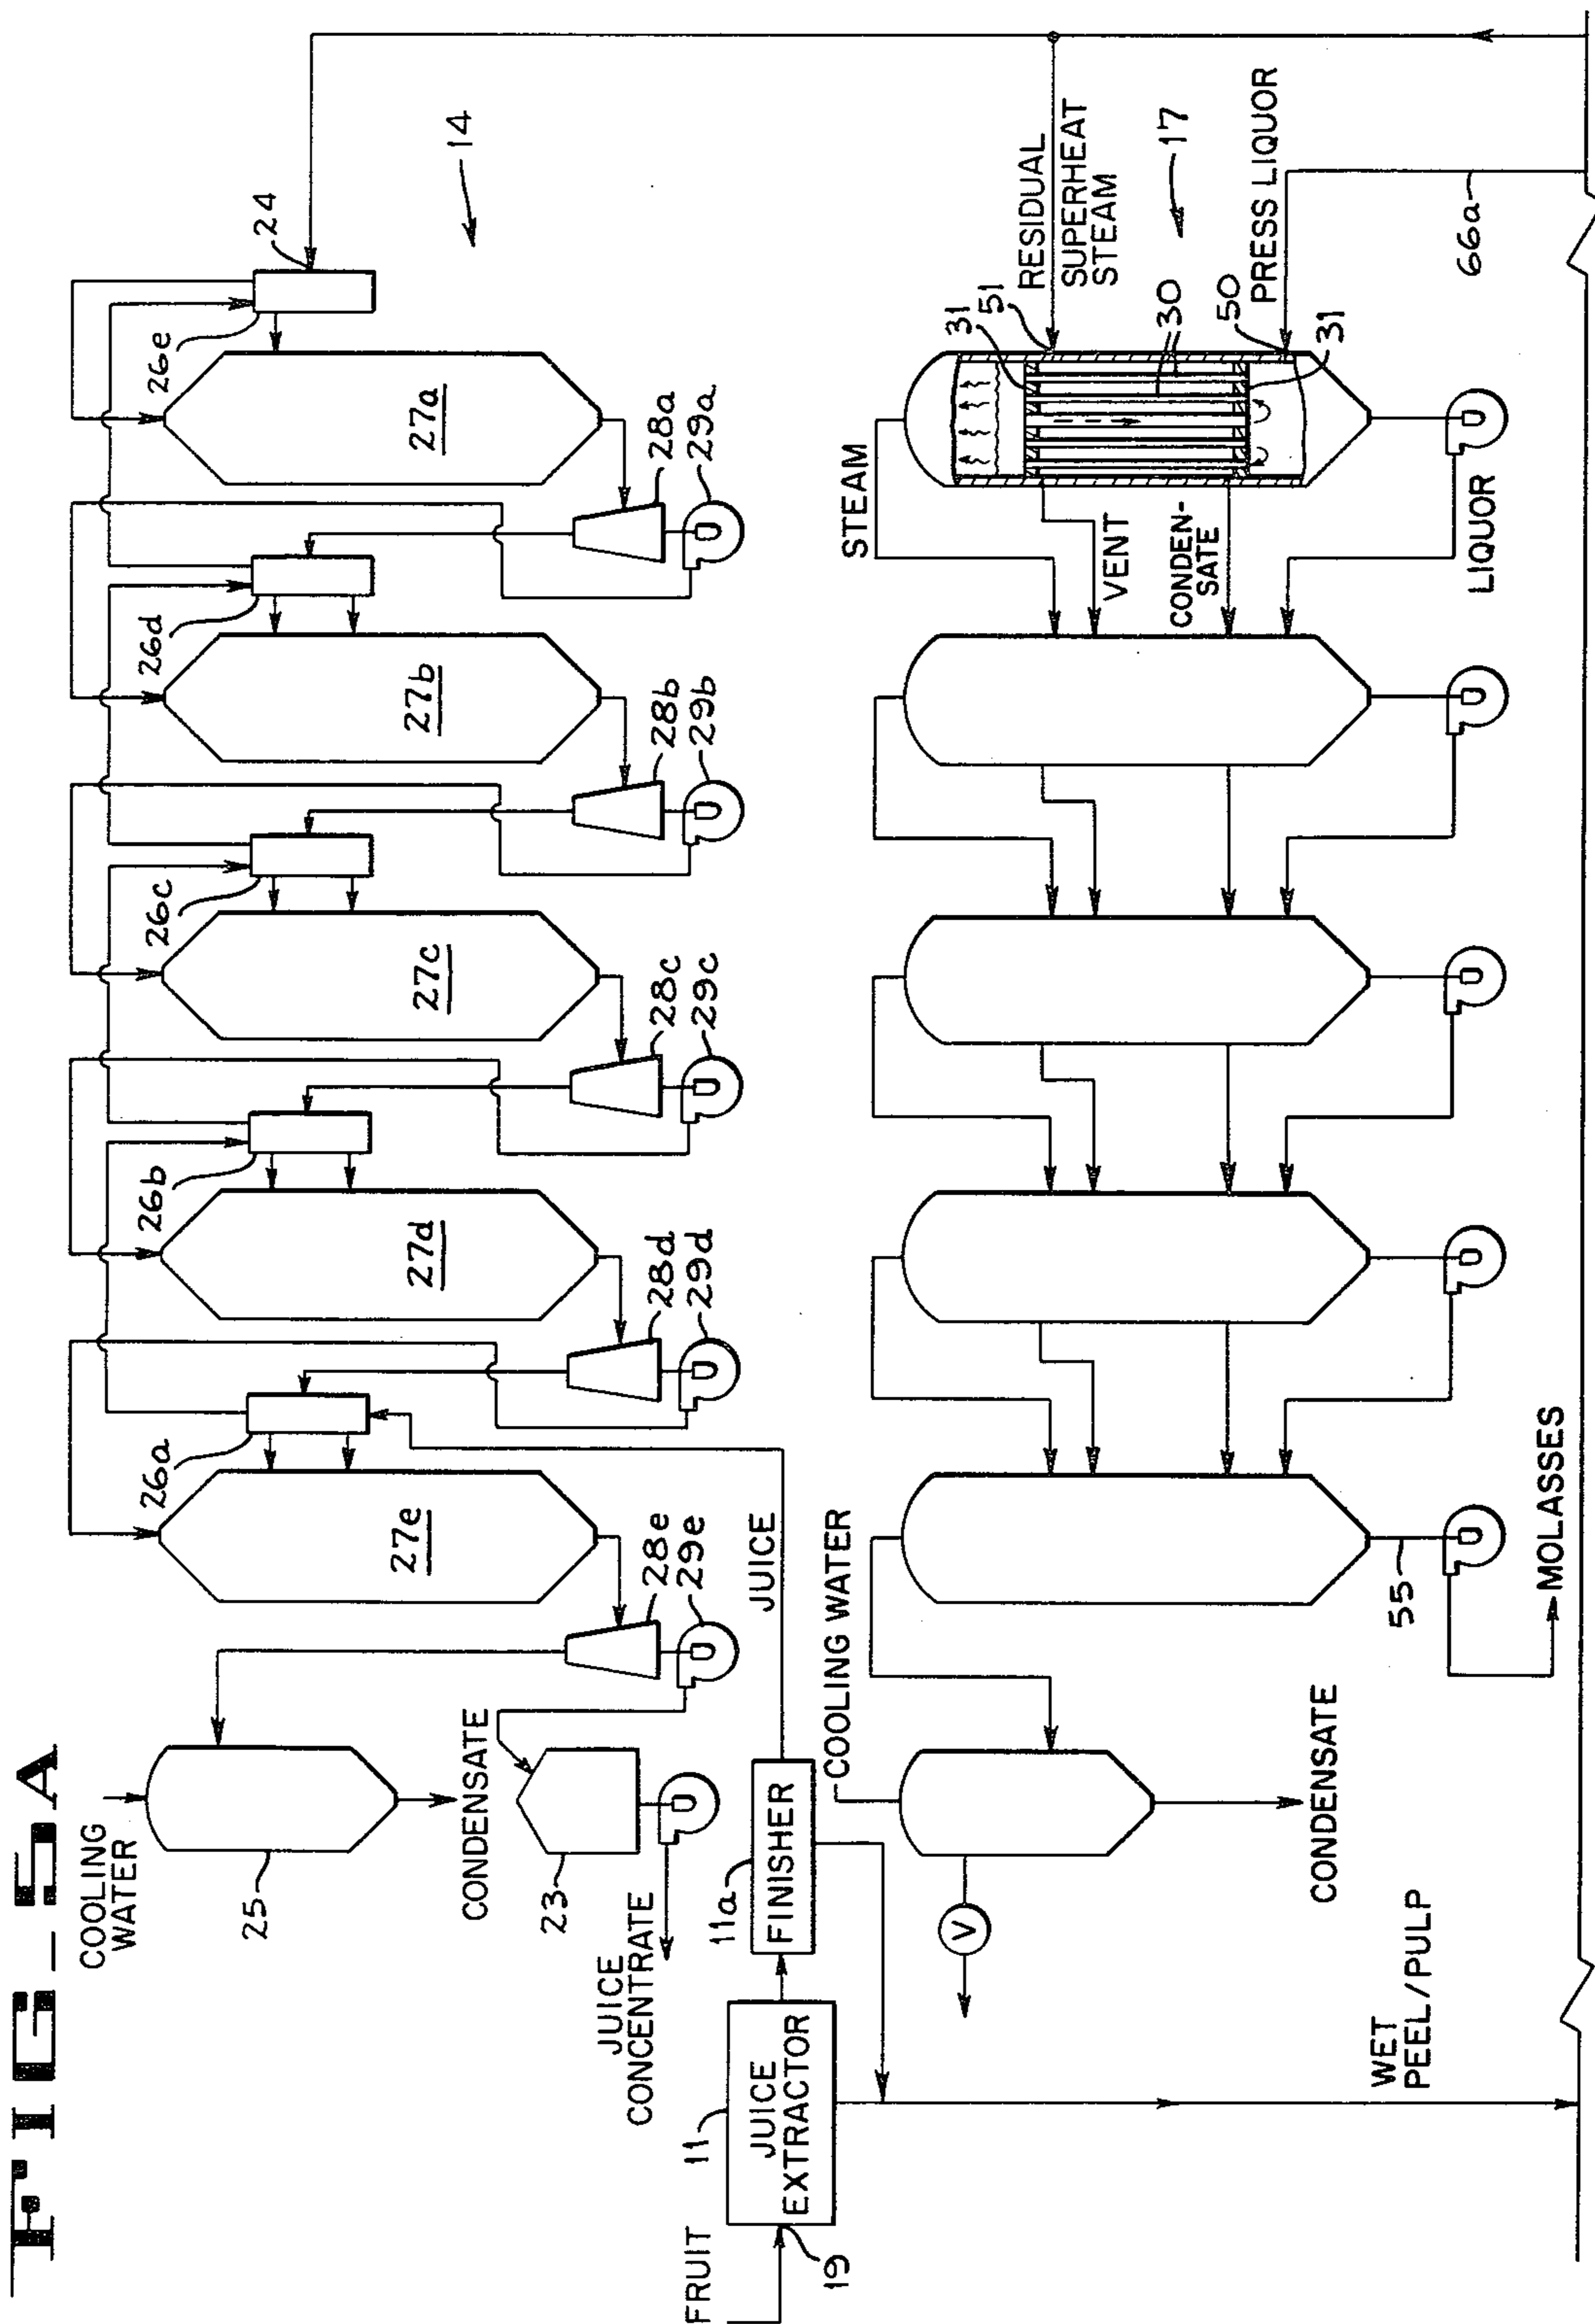 FIG_5A
COOLING
WATER
25
CONDENSATE
23
JUICE
CONCENTRATE
26a
26b
26c
26d
26e
24
14
27e
27d
27c
27b
27a
28e
29e
28d
29d
28c
29c
28b
29b
28a
29a
FRUIT
19
11
JUICE
EXTRACTOR
11a
FINISHER
JUICE
COOLING WATER
V
CONDENSATE
WET
PEEL/PULP
55
MOLASSES
STEAM
VENT
CONDEN-
SATE
LIQUOR
31
51
RESIDUAL
SUPERHEAT
STEAM
30
17
50
PRESS LIQUOR
31
66a